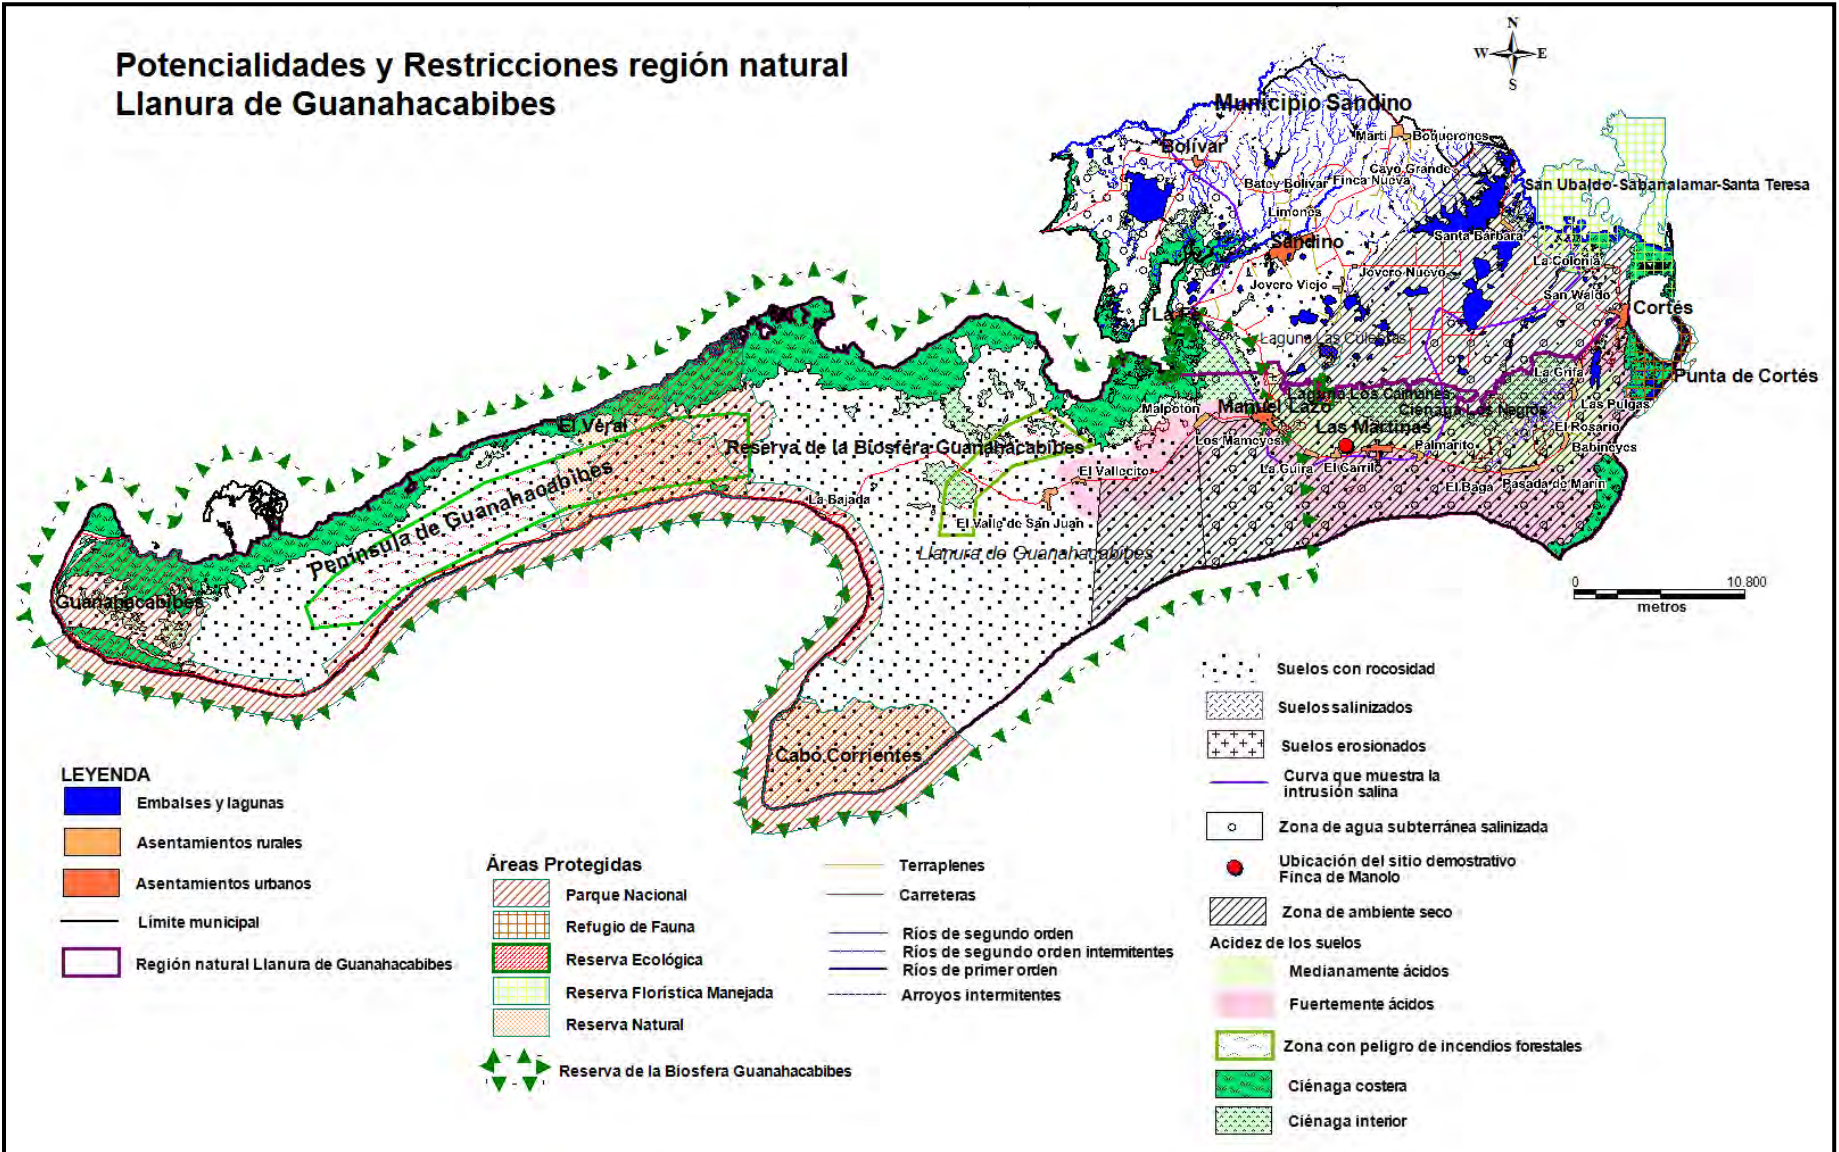 Potencialidades y Restricciones región natural
Llanura de Guanahacabibes
N
W E
S
Municipio Sandino
Martí
Boquerones
Bolívar
Cayo Grande
Batey Bolívar
Finca Nueva
San Ubaldo-Sabanalamar-Santa Teresa
Limones
Santa Bárbara
Sandino
La Colonia
Jovero Nuevo
Jovero Viejo
San Waldo
La Fe
Cortés
Laguna Las Culebras
La Grifa
Punta de Cortés
Laguna Los Caimanes
Malpotón
Manuel Lazo
Ciénaga Los Negros
Las Pulgas
El Veral
Las Martinas
El Rosario
Reserva de la Biosfera Guanahacabibes
Los Mameyes
Palmarito
Babineyes
El Vallecito
La Guira
El Carril
La Bajada
El Baga
Pasada de Marín
Península de Guanahacabibes
El Valle de San Juan
Llanura de Guanahacabibes
Guanahacabibes
0 10.800
metros
Cabo Corrientes
LEYENDA
Embalses y lagunas
Asentamientos rurales
Asentamientos urbanos
Límite municipal
Región natural Llanura de Guanahacabibes
Áreas Protegidas
Parque Nacional
Refugio de Fauna
Reserva Ecológica
Reserva Florística Manejada
Reserva Natural
Reserva de la Biosfera Guanahacabibes
Terraplenes
Carreteras
Ríos de segundo orden
Ríos de segundo orden intermitentes
Ríos de primer orden
Arroyos intermitentes
Suelos con rocosidad
Suelos salinizados
Suelos erosionados
Curva que muestra la
intrusión salina
Zona de agua subterránea salinizada
Ubicación del sitio demostrativo
Finca de Manolo
Zona de ambiente seco
Acidez de los suelos
Medianamente ácidos
Fuertemente ácidos
Zona con peligro de incendios forestales
Ciénaga costera
Ciénaga interior